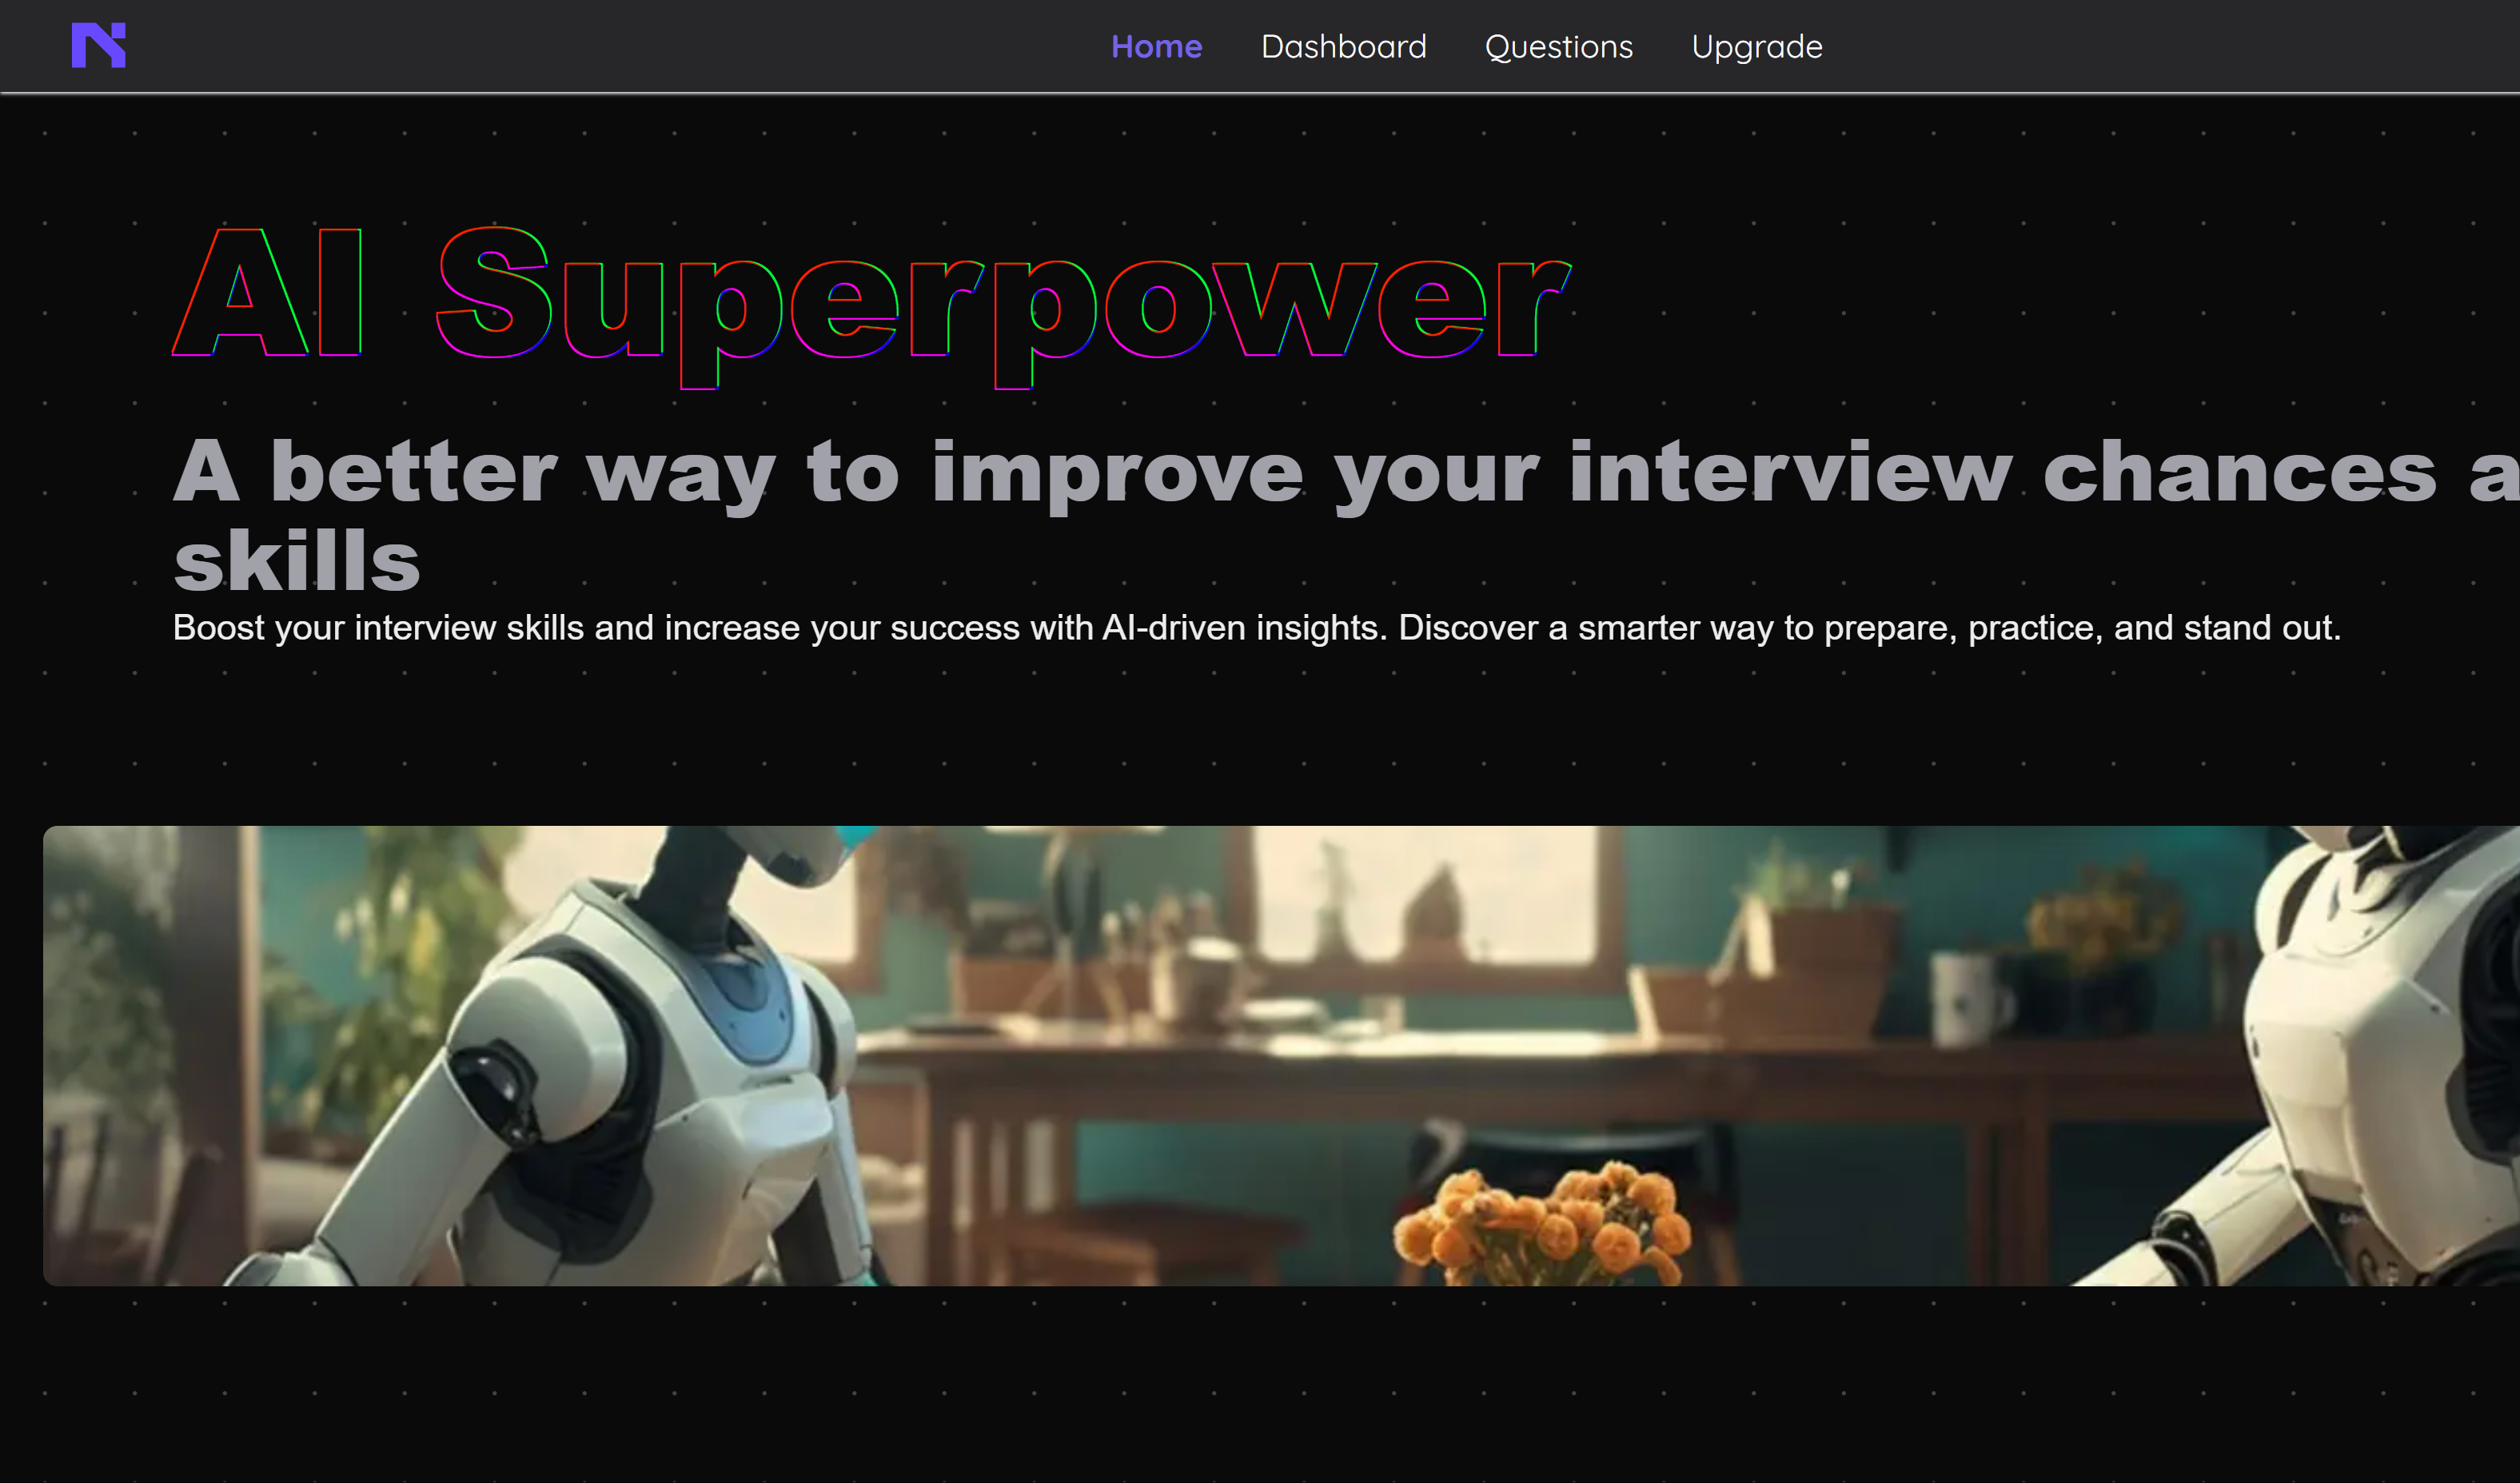 Home Dashboard Questions Upgrade
AI Superpower
A better way to improve your interview chances a
skills
Boost your interview skills and increase your success with AI-driven insights. Discover a smarter way to prepare, practice, and stand out.